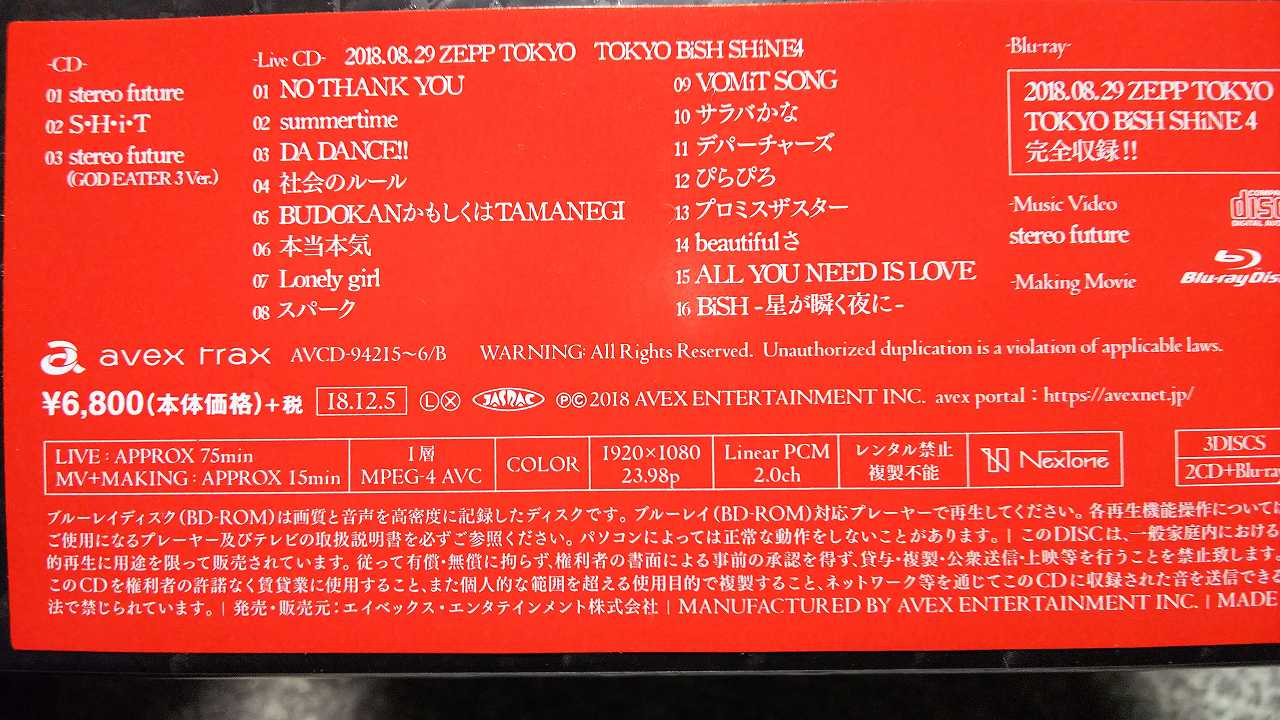 -CD-
01 stereo future
02 S・H・i・T
03 stereo future
(GOD EATER 3 Ver.)
-Live CD- 2018.08.29 ZEPP TOKYO TOKYO BiSH SHiNE4
01 NO THANK YOU
02 summertime
03 DA DANCE!!
04 社会のルール
05 BUDOKANかもしくはTAMANEGI
06 本当本気
07 Lonely girl
08 スパーク
09 VOMiT SONG
10 サラバかな
11 デパーチャーズ
12 ぴらぴろ
13 プロミスザスター
14 beautifulさ
15 ALL YOU NEED IS LOVE
16 BiSH -星が瞬く夜に-
-Blu-ray-
2018.08.29 ZEPP TOKYO
TOKYO BiSH SHiNE 4
完全収録!!
-Music Video
stereo future
-Making Movie
COMPA
disc
DIGITAL AUD
Blu-ray Disc
a avex trax AVCD-94215~6/B WARNING: All Rights Reserved. Unauthorized duplication is a violation of applicable laws.
¥6,800(本体価格)+税 18.12.5 Ⓛ Ⓧ JASRAC ℗©2018 AVEX ENTERTAINMENT INC. avex portal : https://avexnet.jp/
LIVE : APPROX 75min
MV+MAKING : APPROX 15min
1層
MPEG-4 AVC
COLOR
1920×1080
23.98p
Linear PCM
2.0ch
レンタル禁止
複製不能
NexTone
3DISCS
2CD+Blu-ra
ブルーレイディスク(BD-ROM)は画質と音声を高密度に記録したディスクです。ブルーレイ(BD-ROM)対応プレーヤーで再生してください。各再生機能操作については
ご使用になるプレーヤー及びテレビの取扱説明書を必ずご参照ください。パソコンによっては正常な動作をしないことがあります。 | このDISCは、一般家庭内における
的再生に用途を限って販売されています。従って有償・無償に拘らず、権利者の書面による事前の承認を得ず、貸与・複製・公衆送信・上映等を行うことを禁止致します。
このCDを権利者の許諾なく賃貸業に使用すること、また個人的な範囲を超える使用目的で複製すること、ネットワーク等を通じてこのCDに収録された音を送信できる
法で禁じられています。 | 発売・販売元:エイベックス・エンタテインメント株式会社 | MANUFACTURED BY AVEX ENTERTAINMENT INC. | MADE